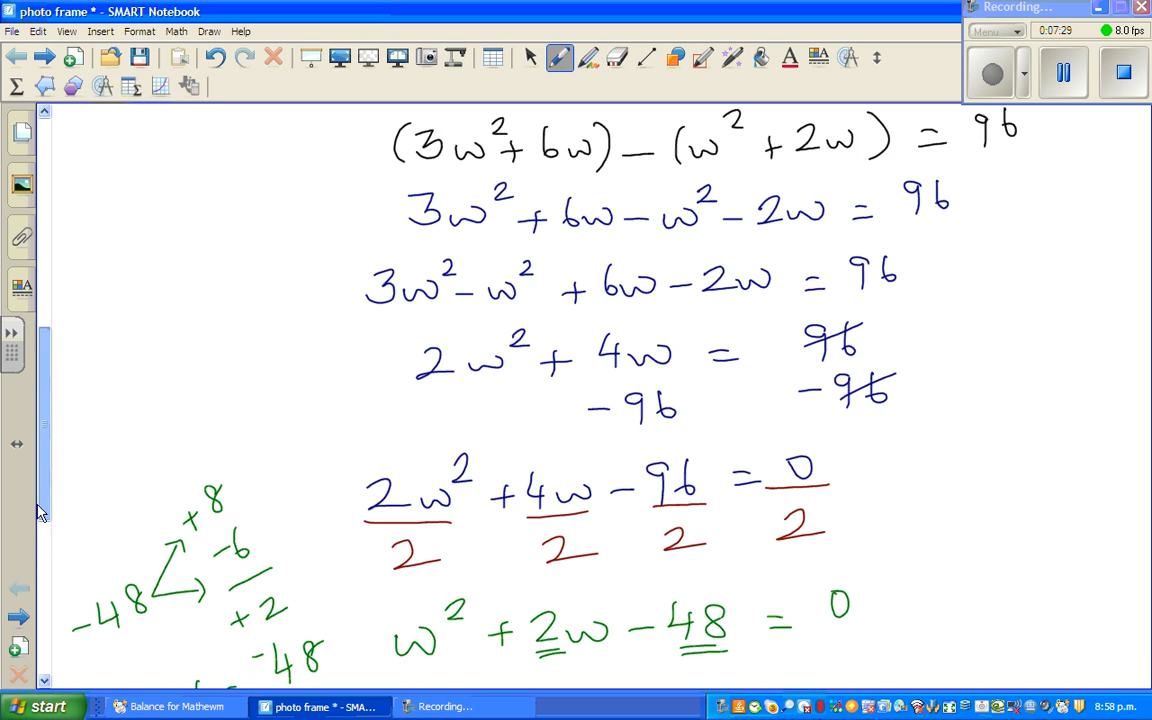 photo frame * - SMART Notebook
Recording...
File Edit View Insert Format Math Draw Help
Menu 0:07:29 8.0 fps
(3w² + 6w) - (w² + 2w) = 96
3w² + 6w - w² - 2w = 96
3w² - w² + 6w - 2w = 96
2w² + 4w = 96
- 96 - 96
2w² + 4w - 96 = 0
2 2 2 2
+8
-6
-48
+2
-48
w² + 2w - 48 = 0
start Balance for Mathewm photo frame * - SMA... Recording... 8:58 p.m.